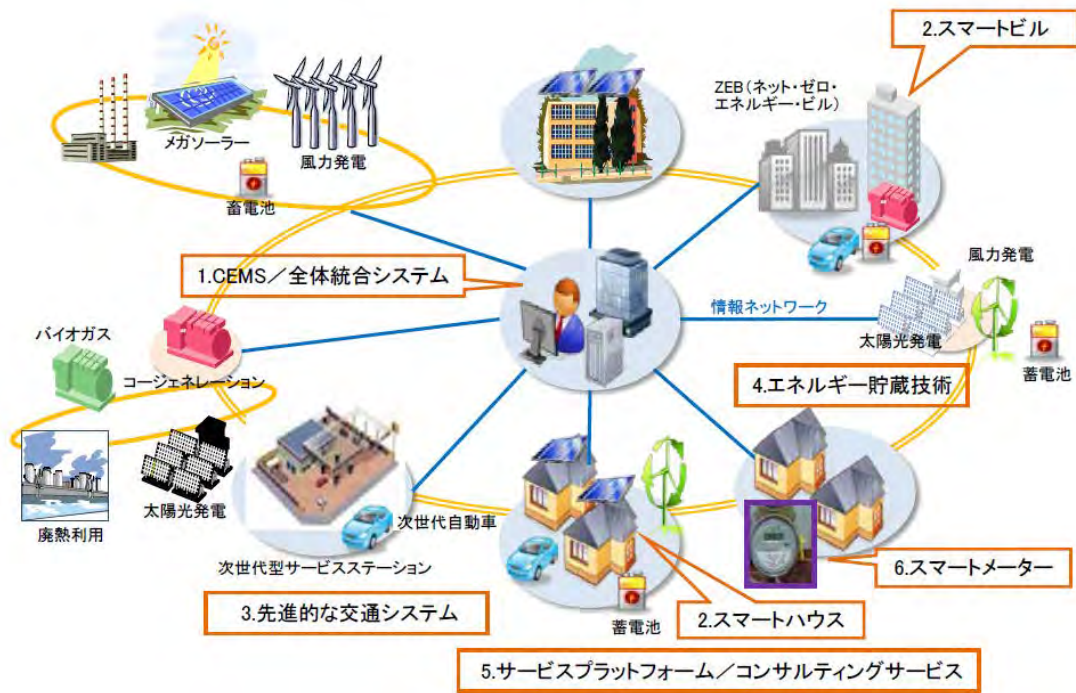 2.スマートビル
ZEB(ネット・ゼロ・
エネルギー・ビル)
メガソーラー
風力発電
畜電池
1.CEMS/全体統合システム
風力発電
情報ネットワーク
太陽光発電
蓄電池
バイオガス
コージェネレーション
4.エネルギー貯蔵技術
廃熱利用
太陽光発電
次世代自動車
次世代型サービスステーション
6.スマートメーター
3.先進的な交通システム
蓄電池
2.スマートハウス
5.サービスプラットフォーム/コンサルティングサービス